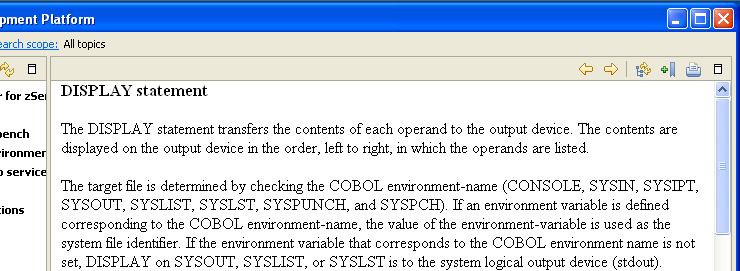 pment Platform
earch scope: All topics
r for zSer
DISPLAY statement
The DISPLAY statement transfers the contents of each operand to the output device. The contents are
bench
displayed on the output device in the order, left to right, in which the operands are listed.
vironmer
o service
The target file is determined by checking the COBOL environment-name (CONSOLE, SYSIN, SYSIPT,
SYSOUT, SYSLIST, SYSLST, SYSPUNCH, and SYSPCH). If an environment variable is defined
tions
corresponding to the COBOL environment-name, the value of the environment-variable is used as the
system file identifier. If the environment variable that corresponds to the COBOL environment name is not
set, DISPLAY on SYSOUT, SYSLIST, or SYSLST is to the system logical output device (stdout).